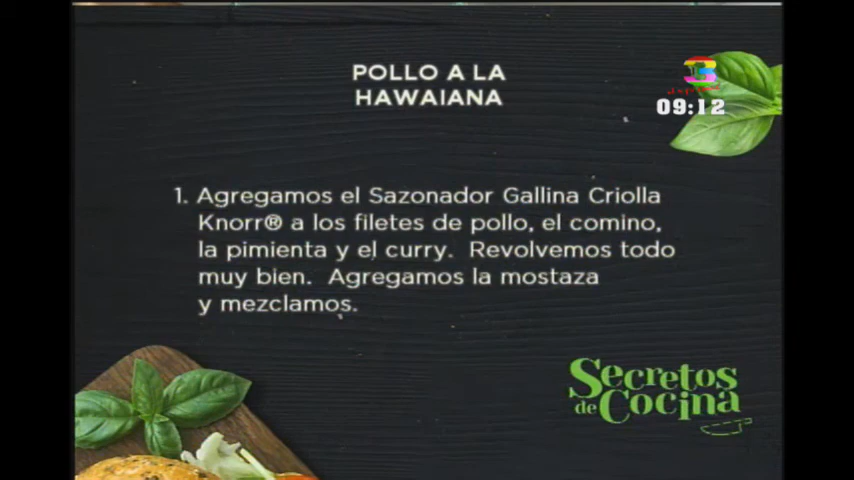 POLLO A LA
HAWAIANA
09:12
1. Agregamos el Sazonador Gallina Criolla
Knorr® a los filetes de pollo, el comino,
la pimienta y el curry. Revolvemos todo
muy bien. Agregamos la mostaza
y mezclamos.
Secretos
de Cocina